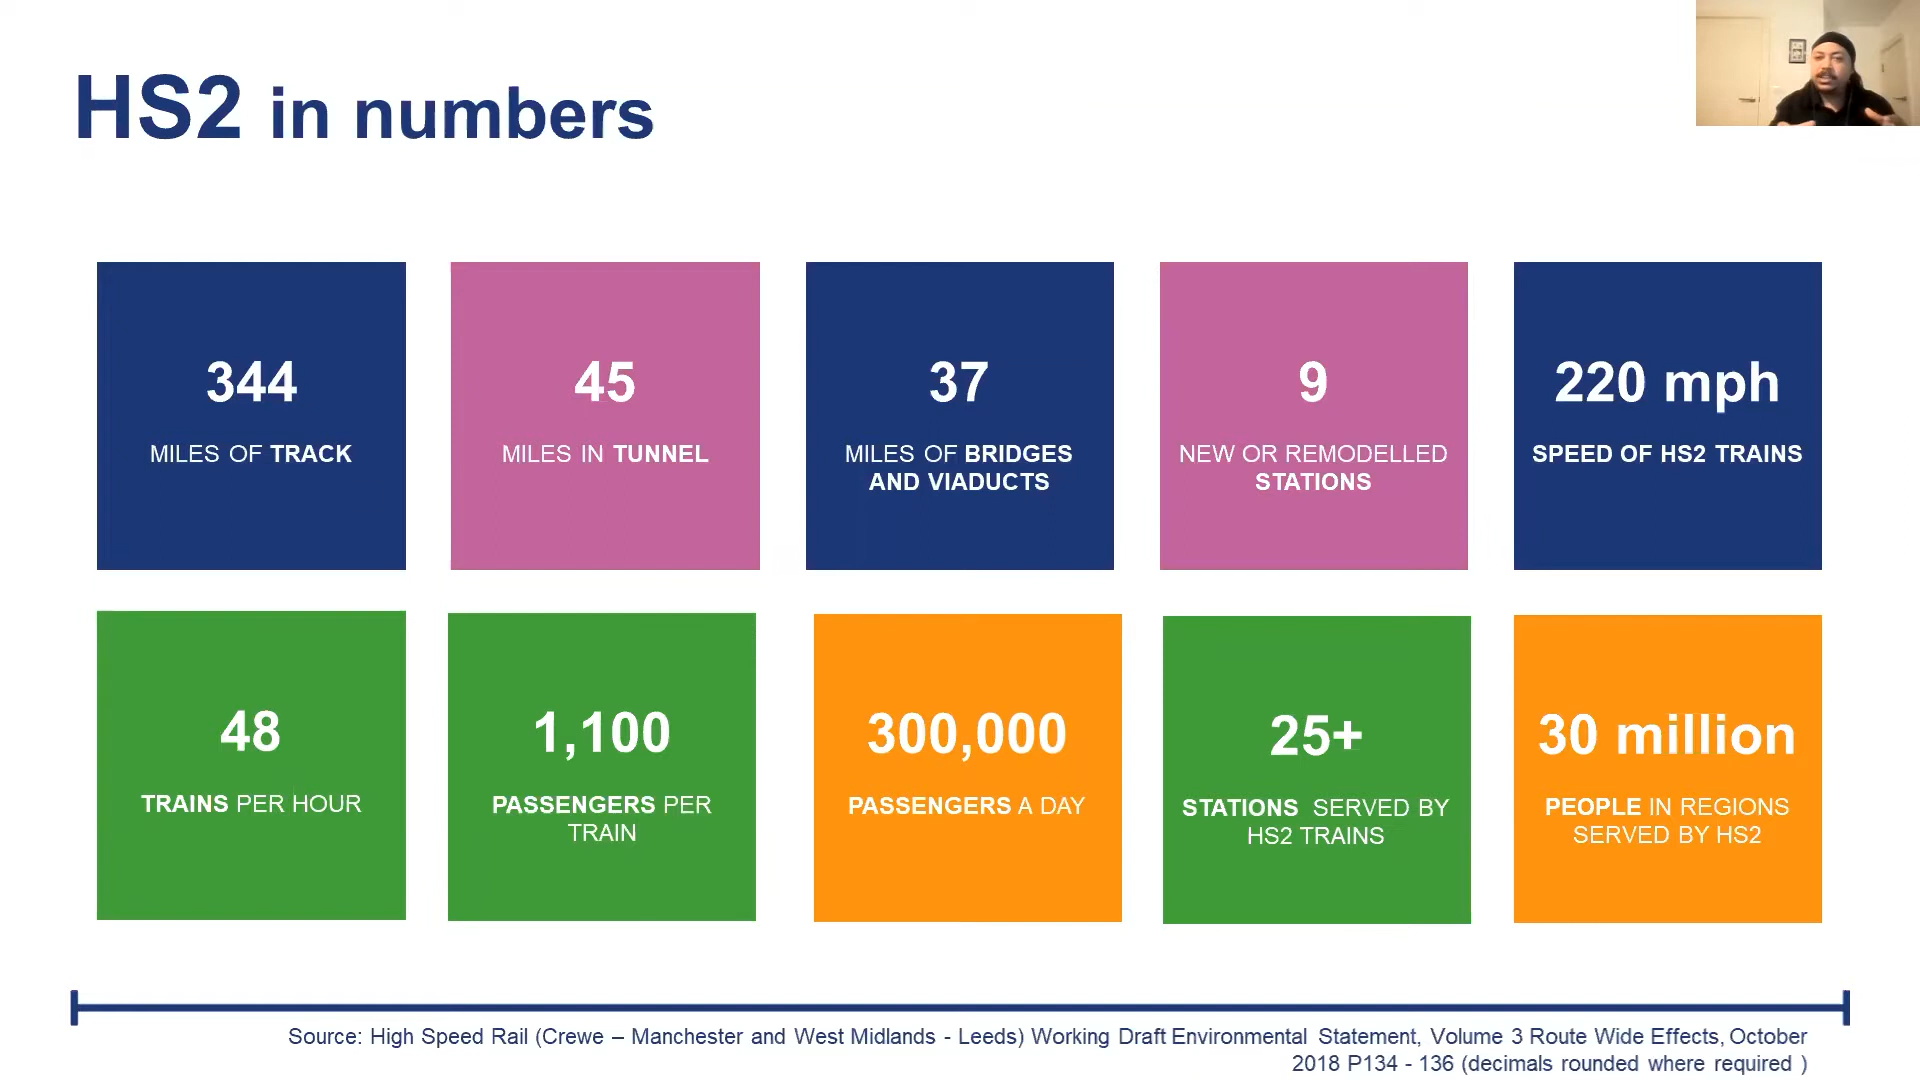 HS2 in numbers
344
MILES OF TRACK
45
MILES IN TUNNEL
37
MILES OF BRIDGES
AND VIADUCTS
9
NEW OR REMODELLED
STATIONS
220 mph
SPEED OF HS2 TRAINS
48
TRAINS PER HOUR
1,100
PASSENGERS PER
TRAIN
300,000
PASSENGERS A DAY
25+
STATIONS SERVED BY
HS2 TRAINS
30 million
PEOPLE IN REGIONS
SERVED BY HS2
Source: High Speed Rail (Crewe – Manchester and West Midlands - Leeds) Working Draft Environmental Statement, Volume 3 Route Wide Effects, October
2018 P134 - 136 (decimals rounded where required )